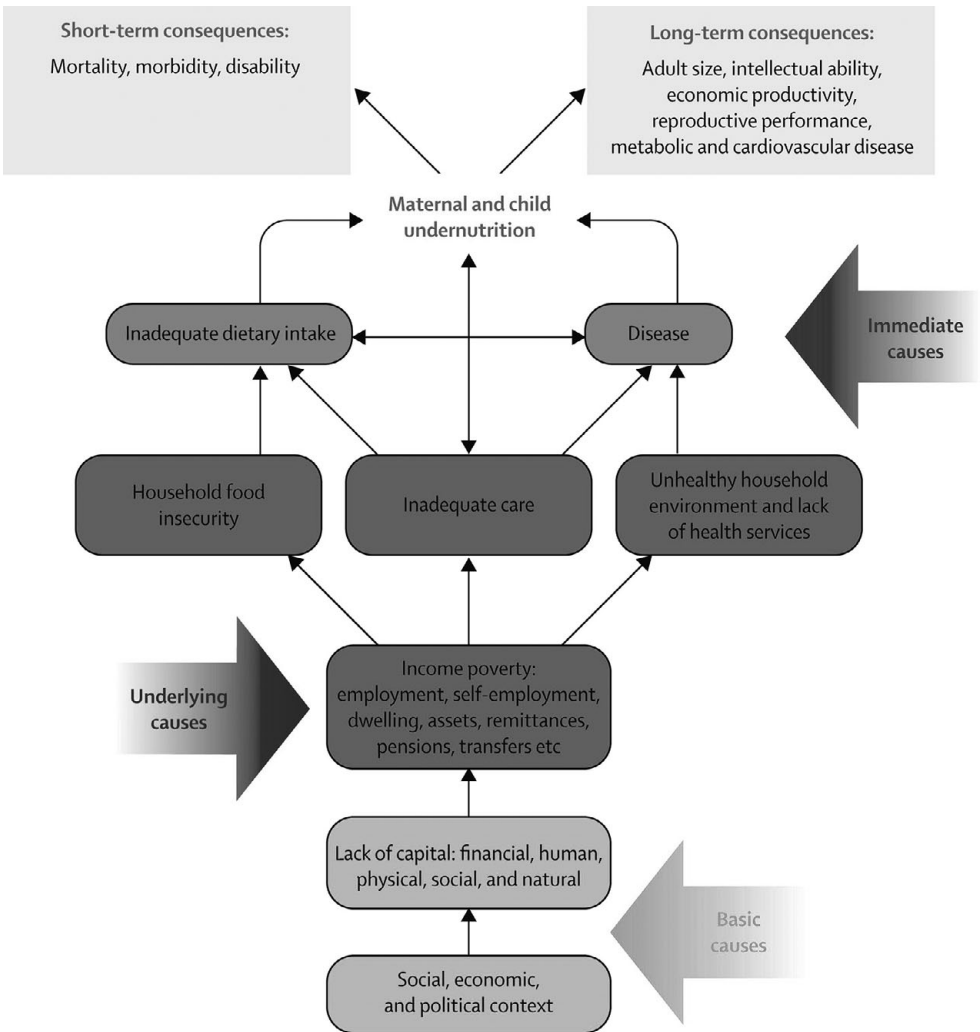 Short-term consequences:
Mortality, morbidity, disability
Long-term consequences:
Adult size, intellectual ability,
economic productivity,
reproductive performance,
metabolic and cardiovascular disease
Maternal and child
undernutrition
Inadequate dietary intake
Disease
Immediate
causes
Household food
insecurity
Inadequate care
Unhealthy household
environment and lack
of health services
Underlying
causes
Income poverty:
employment, self-employment,
dwelling, assets, remittances,
pensions, transfers etc
Lack of capital: financial, human,
physical, social, and natural
Basic
causes
Social, economic,
and political context